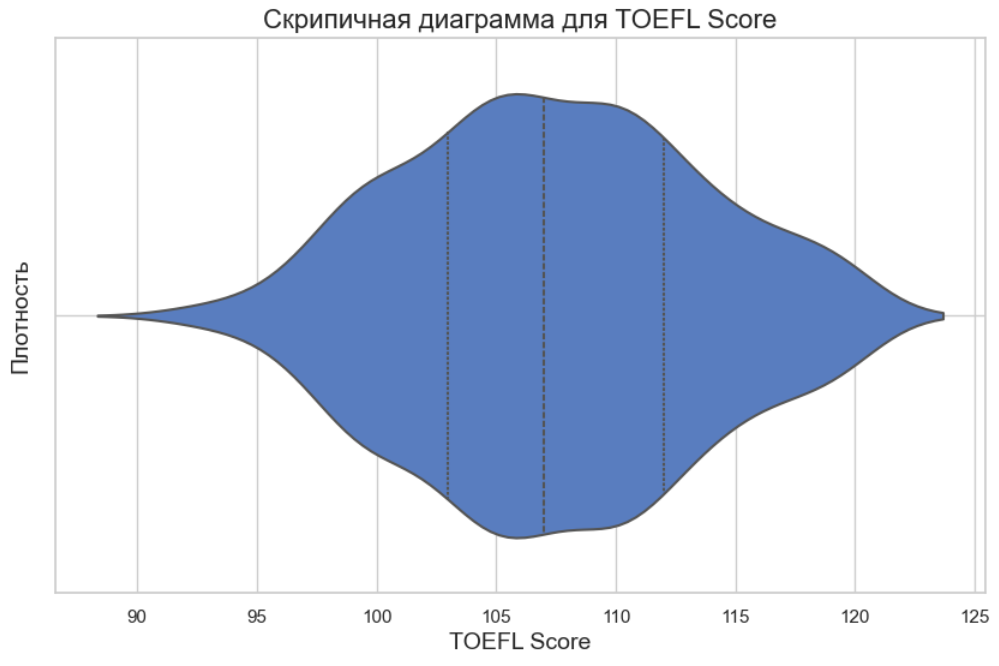 Скрипичная диаграмма для TOEFL Score
Плотность
90 95 100 105 110 115 120 125
TOEFL Score